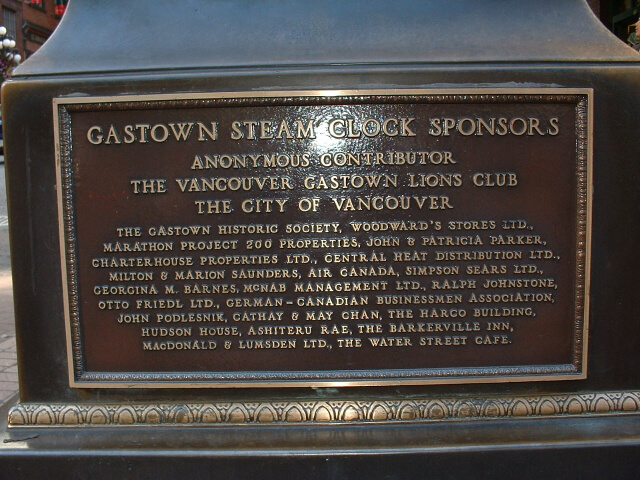 GASTOWN STEAM CLOCK SPONSORS
ANONYMOUS CONTRIBUTOR
THE VANCOUVER GASTOWN LIONS CLUB
THE CITY OF VANCOUVER
THE GASTOWN HISTORIC SOCIETY, WOODWARD'S STORES LTD.,
MARATHON PROJECT 200 PROPERTIES, JOHN & PATRICIA PARKER,
CHARTERHOUSE PROPERTIES LTD., CENTRAL HEAT DISTRIBUTION LTD.,
MILTON & MARION SAUNDERS, AIR CANADA, SIMPSON SEARS LTD.,
GEORGINA M. BARNES, MCNAB MANAGEMENT LTD., RALPH JOHNSTONE,
OTTO FRIEDL LTD., GERMAN-CANADIAN BUSINESSMEN ASSOCIATION,
JOHN PODLESNIK, CATHAY & MAY CHAN, THE HARGO BUILDING,
HUDSON HOUSE, ASHITERU RAE, THE BARKERVILLE INN,
MACDONALD & LUMSDEN LTD., THE WATER STREET CAFE.